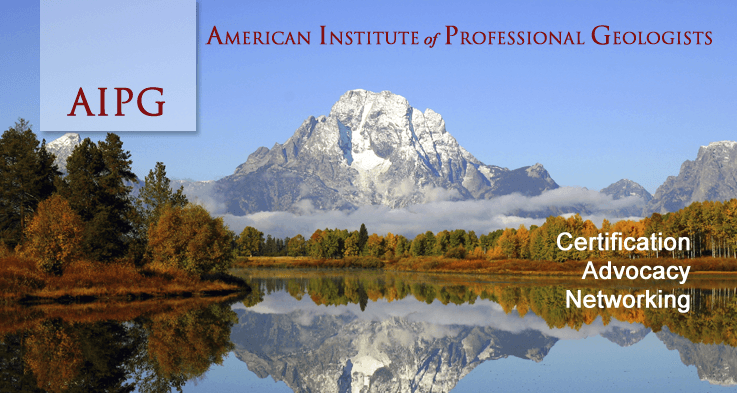 AIPG
American Institute of Professional Geologists
Certification
Advocacy
Networking